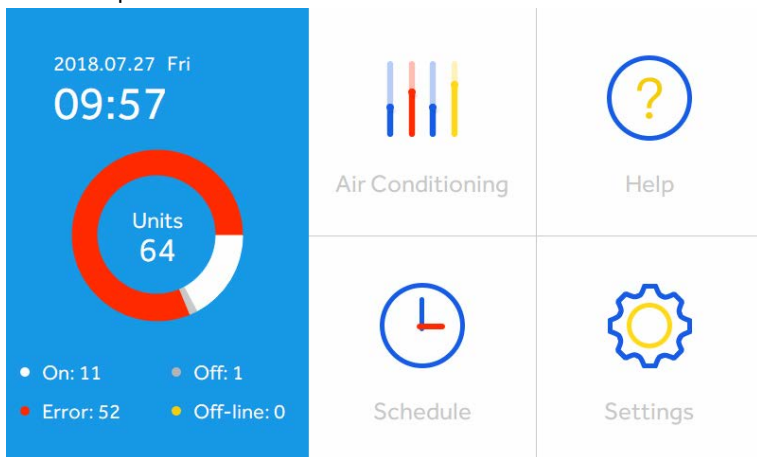 2018.07.27 Fri
09:57
Units
64
On: 11
Off: 1
Error: 52
Off-line: 0
Air Conditioning
?
Help
Schedule
Settings